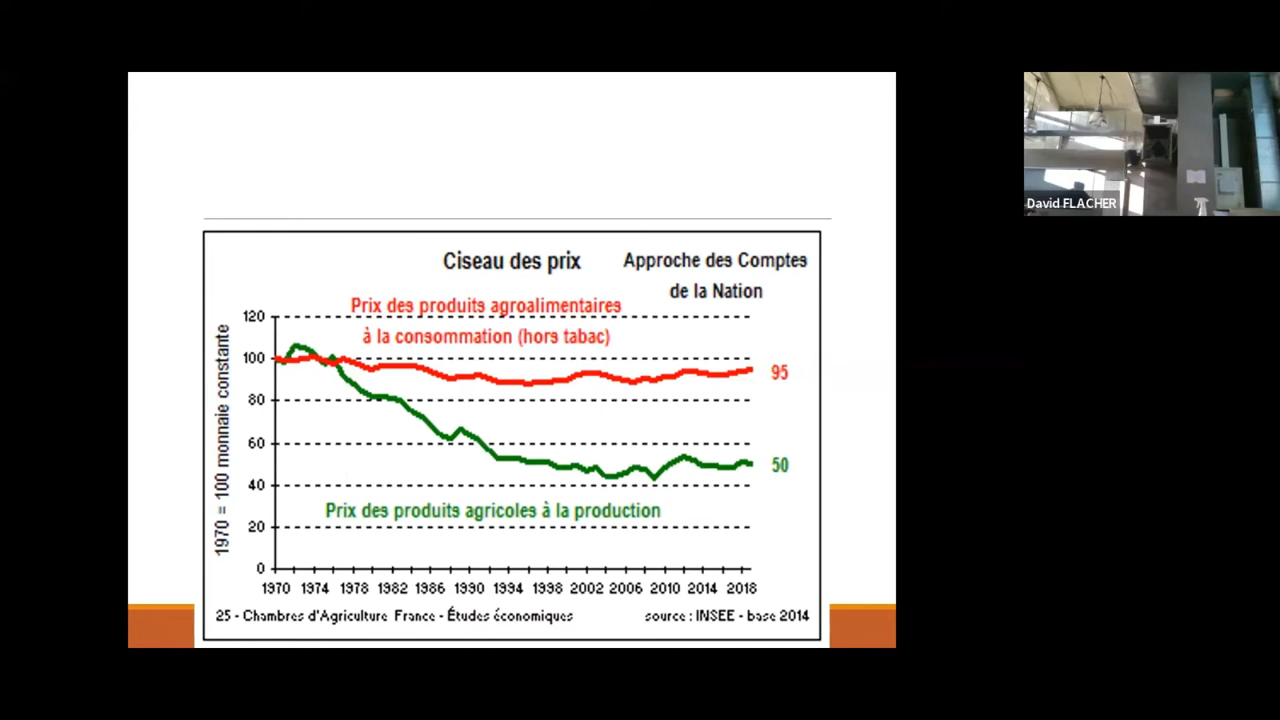 Ciseau des prix
Approche des Comptes
de la Nation
Prix des produits agroalimentaires
à la consommation (hors tabac)
1970 = 100 monnaie constante
120
100
80
60
40
20
0
95
50
Prix des produits agricoles à la production
1970 1974 1978 1982 1986 1990 1994 1998 2002 2006 2010 2014 2018
25 - Chambres d'Agriculture France - Études économiques
source : INSEE - base 2014
David FLACHER